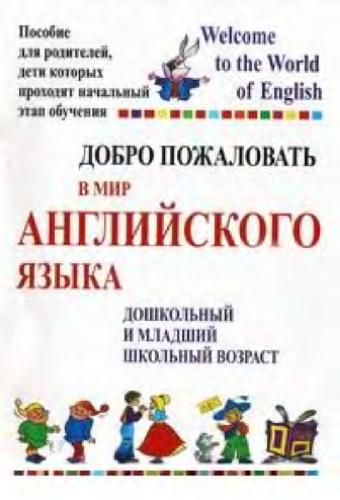 Пособие
для родителей,
дети которых
проходят начальный
этап обучения
Welcome
to the World
of English
ДОБРО ПОЖАЛОВАТЬ
В МИР
АНГЛИЙСКОГО
ЯЗЫКА
ДОШКОЛЬНЫЙ
И МЛАДШИЙ
ШКОЛЬНЫЙ ВОЗРАСТ